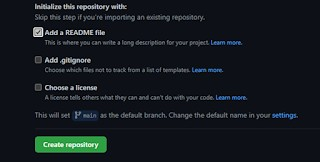 Initialize this repository with:
Skip this step if you're importing an existing repository.
Add a README file
This is where you can write a long description for your project. Learn more.
Add .gitignore
Choose which files not to track from a list of templates. Learn more.
Choose a license
A license tells others what they can and can't do with your code. Learn more.
This will set main as the default branch. Change the default name in your settings.
Create repository